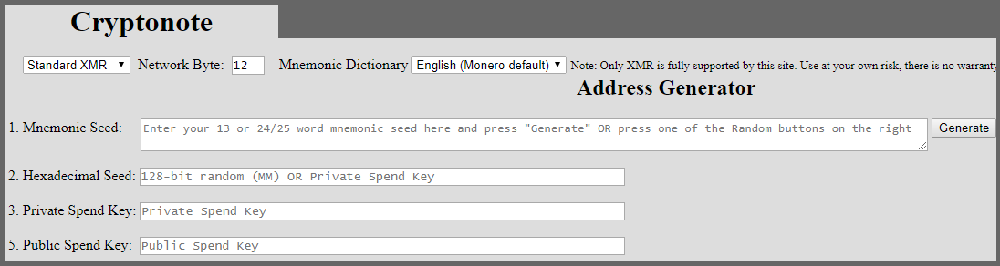 Cryptonote
Standard XMR Network Byte: 12 Mnemonic Dictionary English (Monero default) Note: Only XMR is fully supported by this site. Use at your own risk, there is no warranty
Address Generator
1. Mnemonic Seed: Enter your 13 or 24/25 word mnemonic seed here and press "Generate" OR press one of the Random buttons on the right Generate
2. Hexadecimal Seed: 128-bit random (MM) OR Private Spend Key
3. Private Spend Key: Private Spend Key
5. Public Spend Key: Public Spend Key